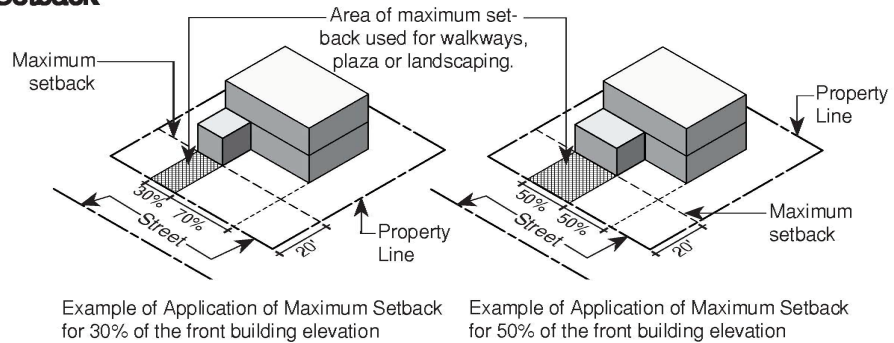 Setback
Area of maximum set-
back used for walkways,
plaza or landscaping.
Maximum
setback
30%
70%
Street
20'
Property
Line
50%
50%
Street
20'
Property
Line
Maximum
setback
Example of Application of Maximum Setback
for 30% of the front building elevation
Example of Application of Maximum Setback
for 50% of the front building elevation